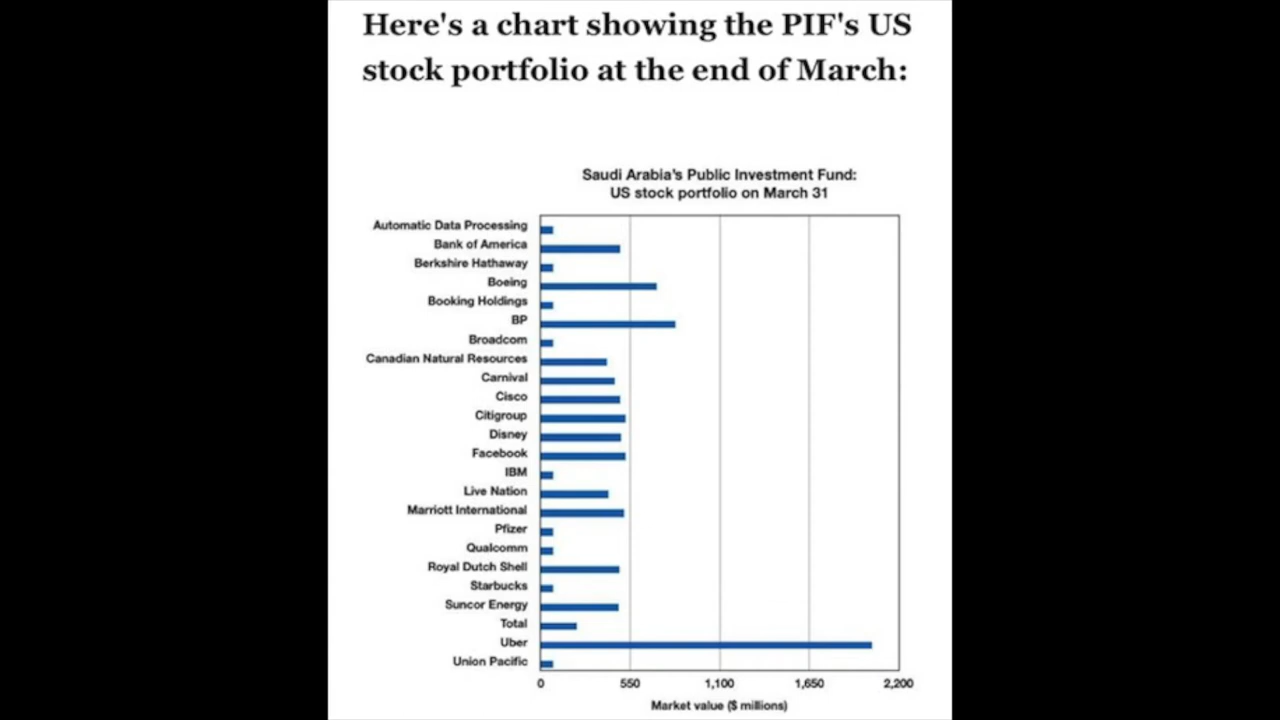 Here's a chart showing the PIF's US
stock portfolio at the end of March:
Saudi Arabia's Public Investment Fund:
US stock portfolio on March 31
Automatic Data Processing
Bank of America
Berkshire Hathaway
Boeing
Booking Holdings
BP
Broadcom
Canadian Natural Resources
Carnival
Cisco
Citigroup
Disney
Facebook
IBM
Live Nation
Marriott International
Pfizer
Qualcomm
Royal Dutch Shell
Starbucks
Suncor Energy
Total
Uber
Union Pacific
0 550 1,100 1,650 2,200
Market value ($ millions)